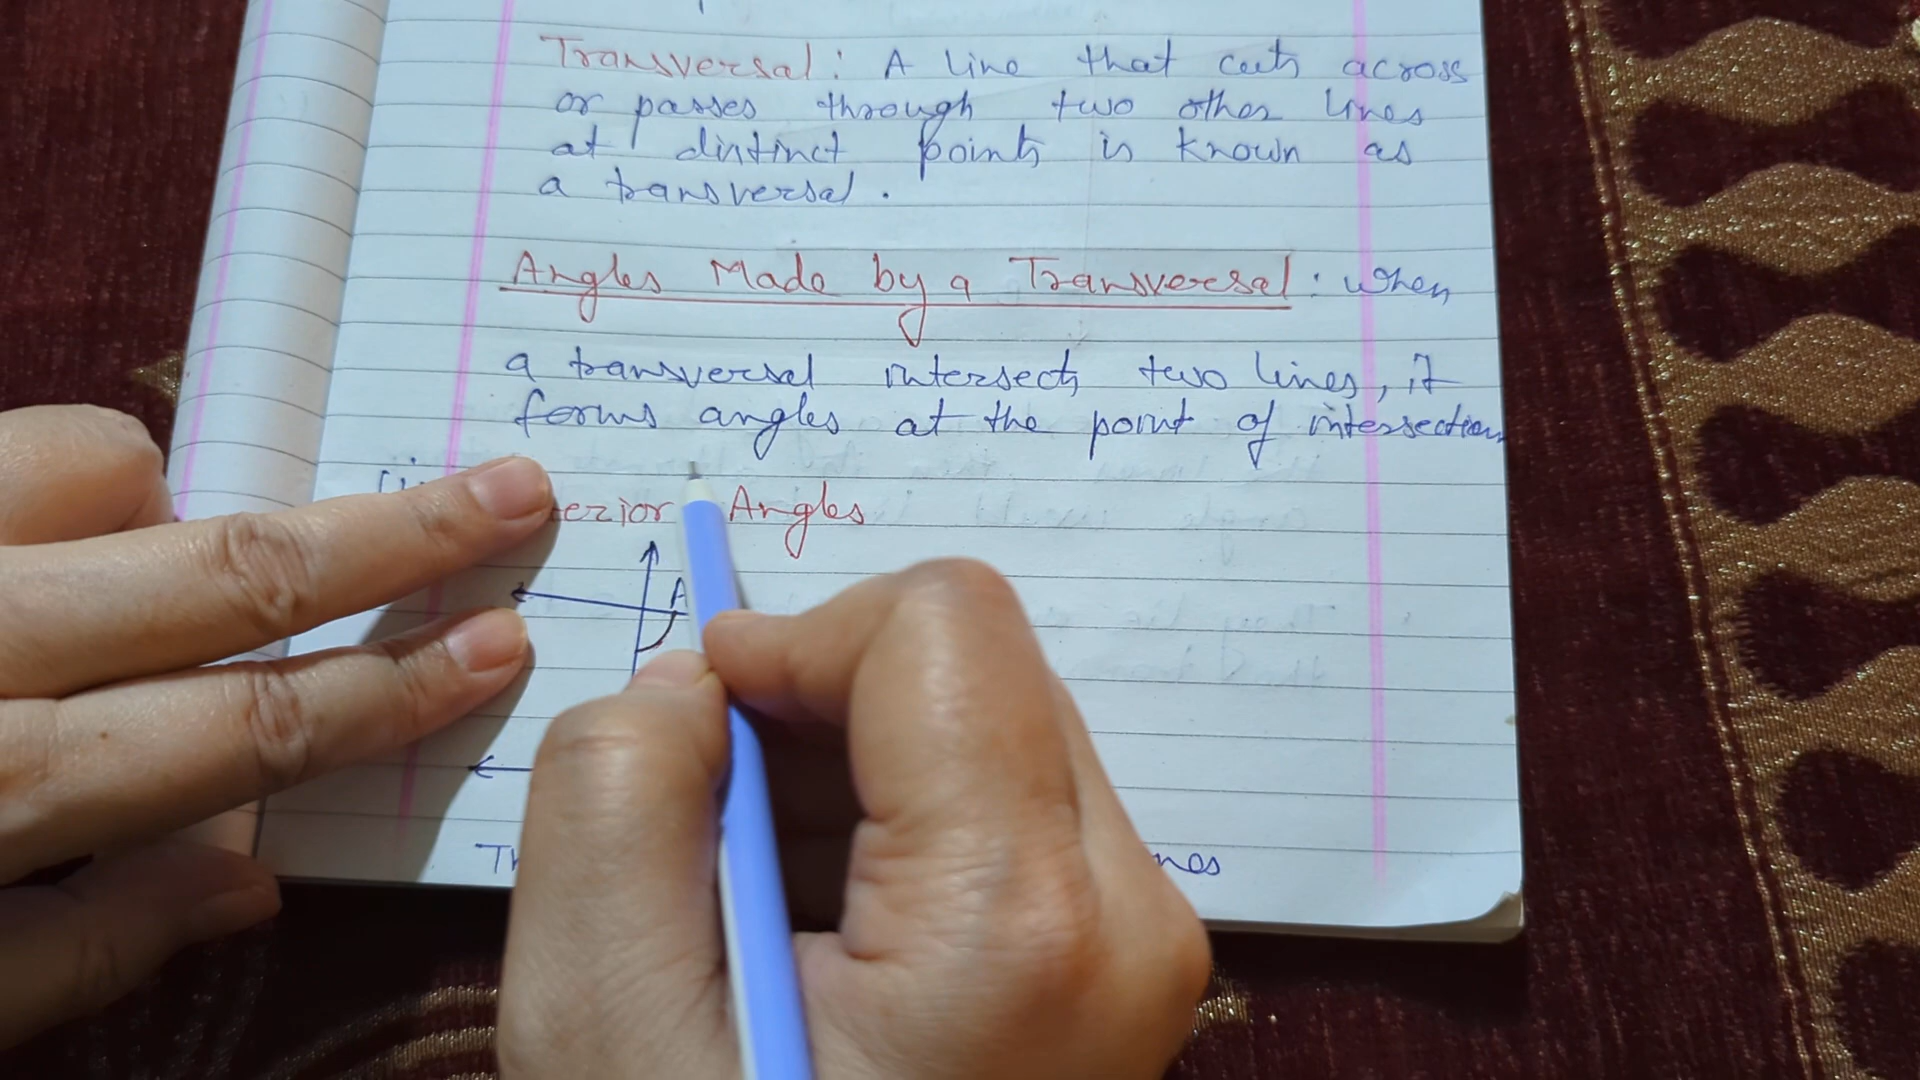 Transversal: A line that cuts across
or passes through two other lines
at distinct points is known as
a transversal.
Angles Made by a Transversal: when
a transversal intersects two lines, it
forms angles at the point of intersection
Angles
A